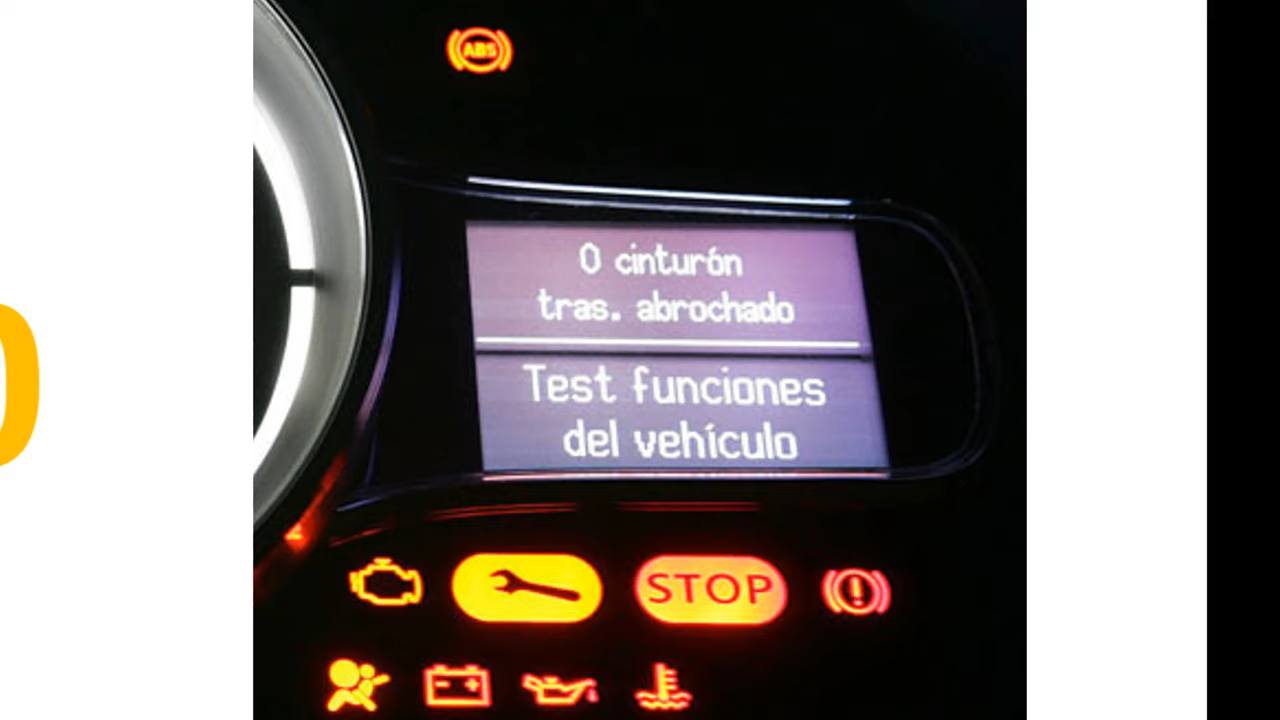 ABS
0 cinturón
tras. abrochado
Test funciones
del vehículo
STOP